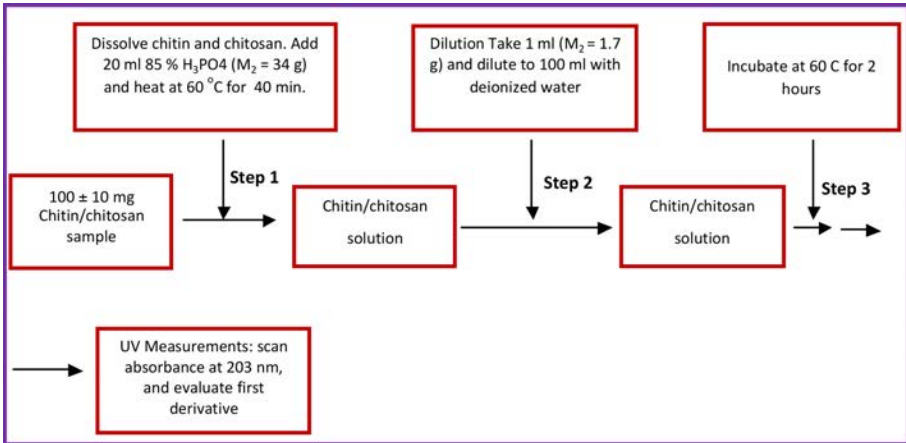 Dissolve chitin and chitosan. Add
20 ml 85 % H₃PO4 (M₂ = 34 g)
and heat at 60 °C for 40 min.
Dilution Take 1 ml (M₂ = 1.7
g) and dilute to 100 ml with
deionized water
Incubate at 60 C for 2
hours
Step 1
Step 2
Step 3
100 ± 10 mg
Chitin/chitosan
sample
Chitin/chitosan
solution
Chitin/chitosan
solution
UV Measurements: scan
absorbance at 203 nm,
and evaluate first
derivative